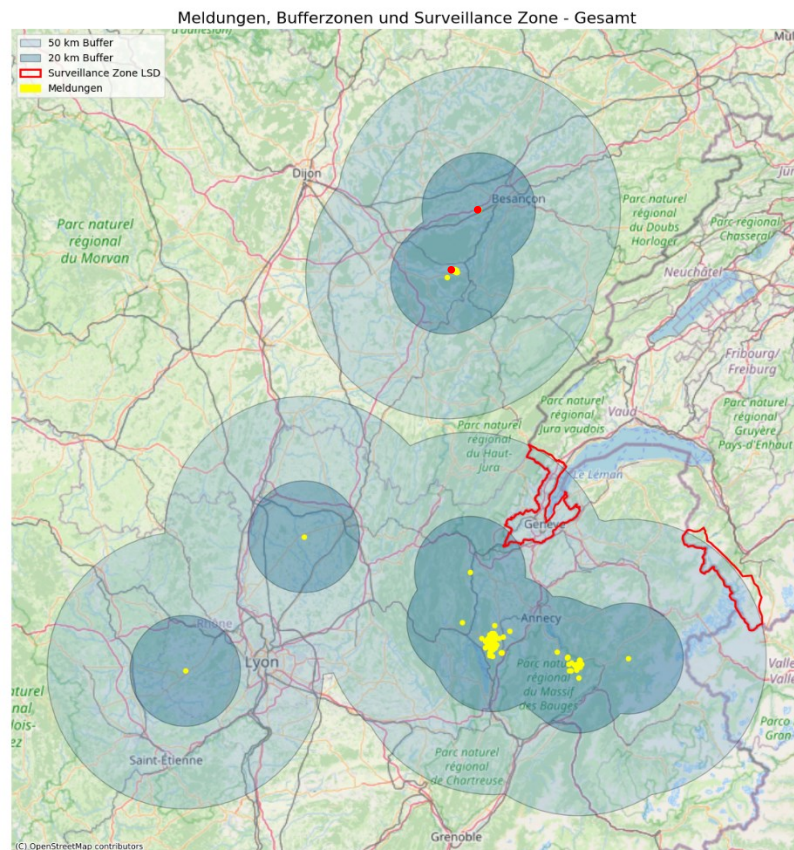 Meldungen, Bufferzonen und Surveillance Zone - Gesamt
d'adhésion)
50 km Buffer
20 km Buffer
Surveillance Zone LSD
Meldungen
Dijon
Besançon
Parc naturel
régional
du Morvan
Parc naturel
régional
du Doubs
Horloger
Parc régional
Chasseral
Neuchâtel
Fribourg/
Freiburg
Parc naturel
régional
Jura vaudois
Vaud
Parc naturel
régional
Gruyère
Pays-d'Enhaut
Parc naturel
régional
du Haut-
Jura
Le Léman
Genève
Annecy
Rhône
Lyon
Parc naturel
régional
du Massif
des Bauges
Saint-Étienne
Parc naturel
régional
de Chartreuse
Grenoble
(C) OpenStreetMap contributors